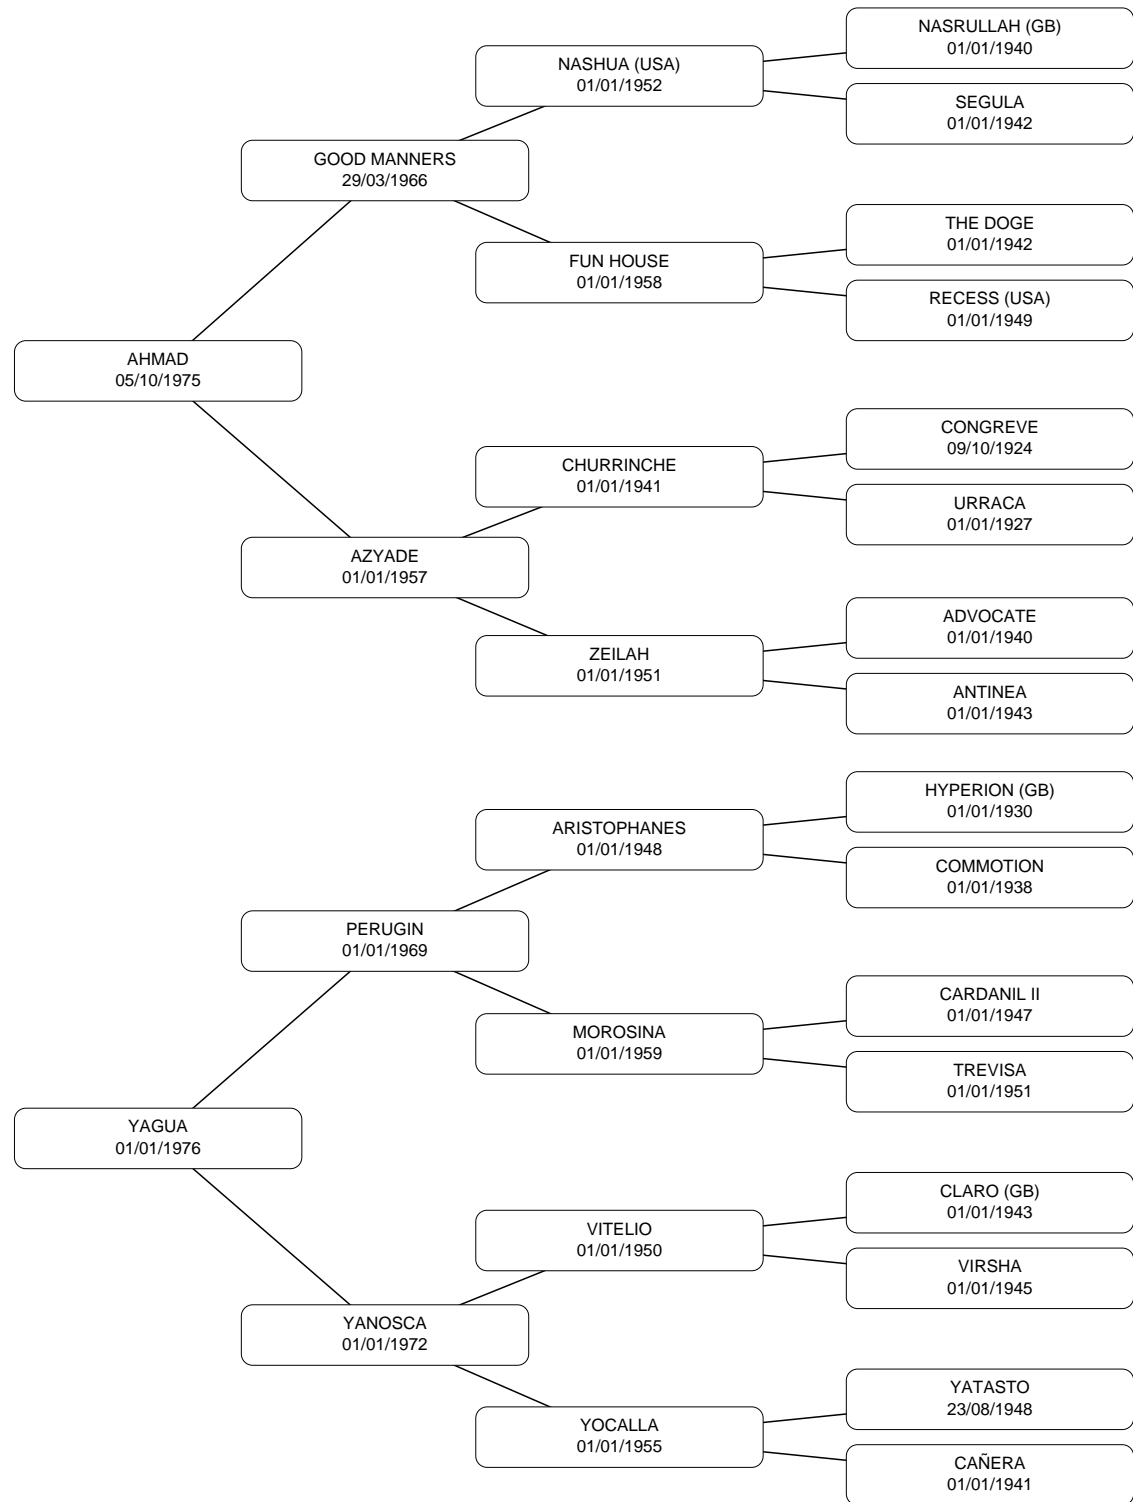 NASRULLAH (GB)
01/01/1940
NASHUA (USA)
01/01/1952
SEGULA
01/01/1942
GOOD MANNERS
29/03/1966
THE DOGE
01/01/1942
FUN HOUSE
01/01/1958
RECESS (USA)
01/01/1949
AHMAD
05/10/1975
CONGREVE
09/10/1924
CHURRINCHE
01/01/1941
URRACA
01/01/1927
AZYADE
01/01/1957
ADVOCATE
01/01/1940
ZEILAH
01/01/1951
ANTINEA
01/01/1943
HYPERION (GB)
01/01/1930
ARISTOPHANES
01/01/1948
COMMOTION
01/01/1938
PERUGIN
01/01/1969
CARDANIL II
01/01/1947
MOROSINA
01/01/1959
TREVISA
01/01/1951
YAGUA
01/01/1976
CLARO (GB)
01/01/1943
VITELIO
01/01/1950
VIRSHA
01/01/1945
YANOSCA
01/01/1972
YATASTO
23/08/1948
YOCALLA
01/01/1955
CAÑERA
01/01/1941